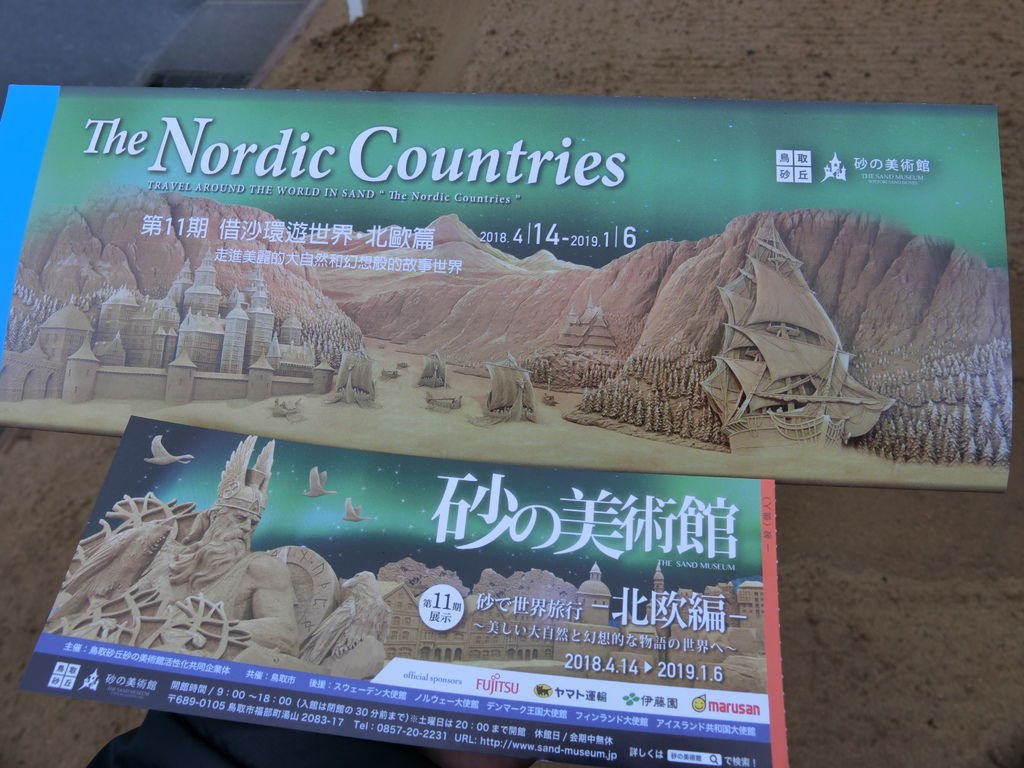 The Nordic Countries
TRAVEL AROUND THE WORLD IN SAND " The Nordic Countries "
鳥取砂丘
砂の美術館
THE SAND MUSEUM
第11期 借沙環遊世界・北歐篇
2018. 4|14-2019.1|6
走進美麗的大自然和幻想般的故事世界
砂の美術館
THE SAND MUSEUM
第11期展示
砂で世界旅行
－北欧編－
～美しい大自然と幻想的な物語の世界へ～
2018.4.14 ▶ 2019.1.6
一般（個人）
official sponsors
FUJITSU
ヤマト運輸
伊藤園
marusan
主催：鳥取砂丘砂の美術館活性化共同企業体 共催：鳥取市 後援：スウェーデン大使館 ノルウェー大使館 デンマーク王国大使館 フィンランド大使館 アイスランド共和国大使館
鳥取砂丘
砂の美術館
開館時間 / 9：00～18：00 (入館は閉館の30分前まで)※土曜日は20：00まで開館 休館日 / 会期中無休
〒689-0105 鳥取市福部町湯山 2083-17 Tel：0857-20-2231 URL: http://www.sand-museum.jp
詳しくは 砂の美術館 で検索！